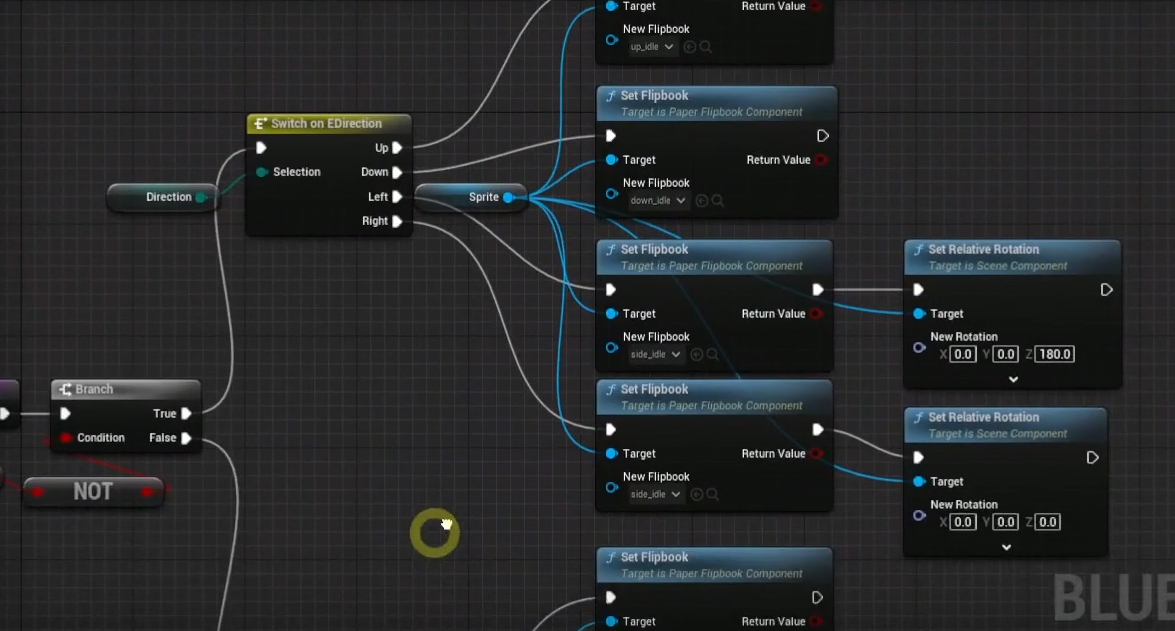 Target
Return Value
New Flipbook
up_idle
Set Flipbook
Target is Paper Flipbook Component
Target
Return Value
New Flipbook
down_idle
Switch on EDirection
Up
Selection
Down
Left
Right
Direction
Sprite
Set Flipbook
Target is Paper Flipbook Component
Target
Return Value
New Flipbook
side_idle
Set Relative Rotation
Target is Scene Component
Target
New Rotation
X 0.0 Y 0.0 Z 180.0
Set Flipbook
Target is Paper Flipbook Component
Target
Return Value
New Flipbook
side_idle
Set Relative Rotation
Target is Scene Component
Target
New Rotation
X 0.0 Y 0.0 Z 0.0
Branch
True
Condition
False
NOT
Set Flipbook
Target is Paper Flipbook Component
Target
Return Value
BLUE